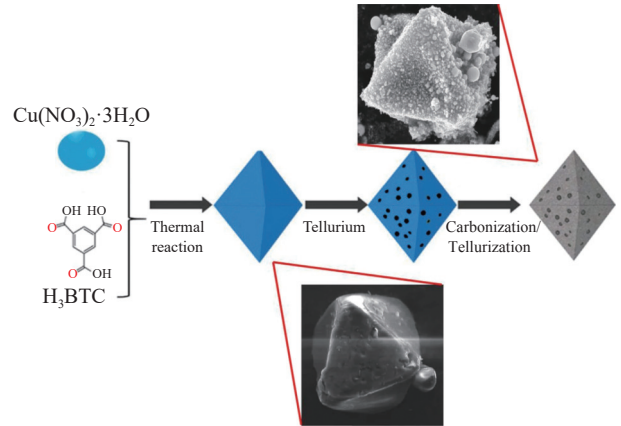 Cu(NO₃)₂·3H₂O
OH HO
O O
O OH
H₃BTC
Thermal
reaction
Tellurium
Carbonization/
Tellurization